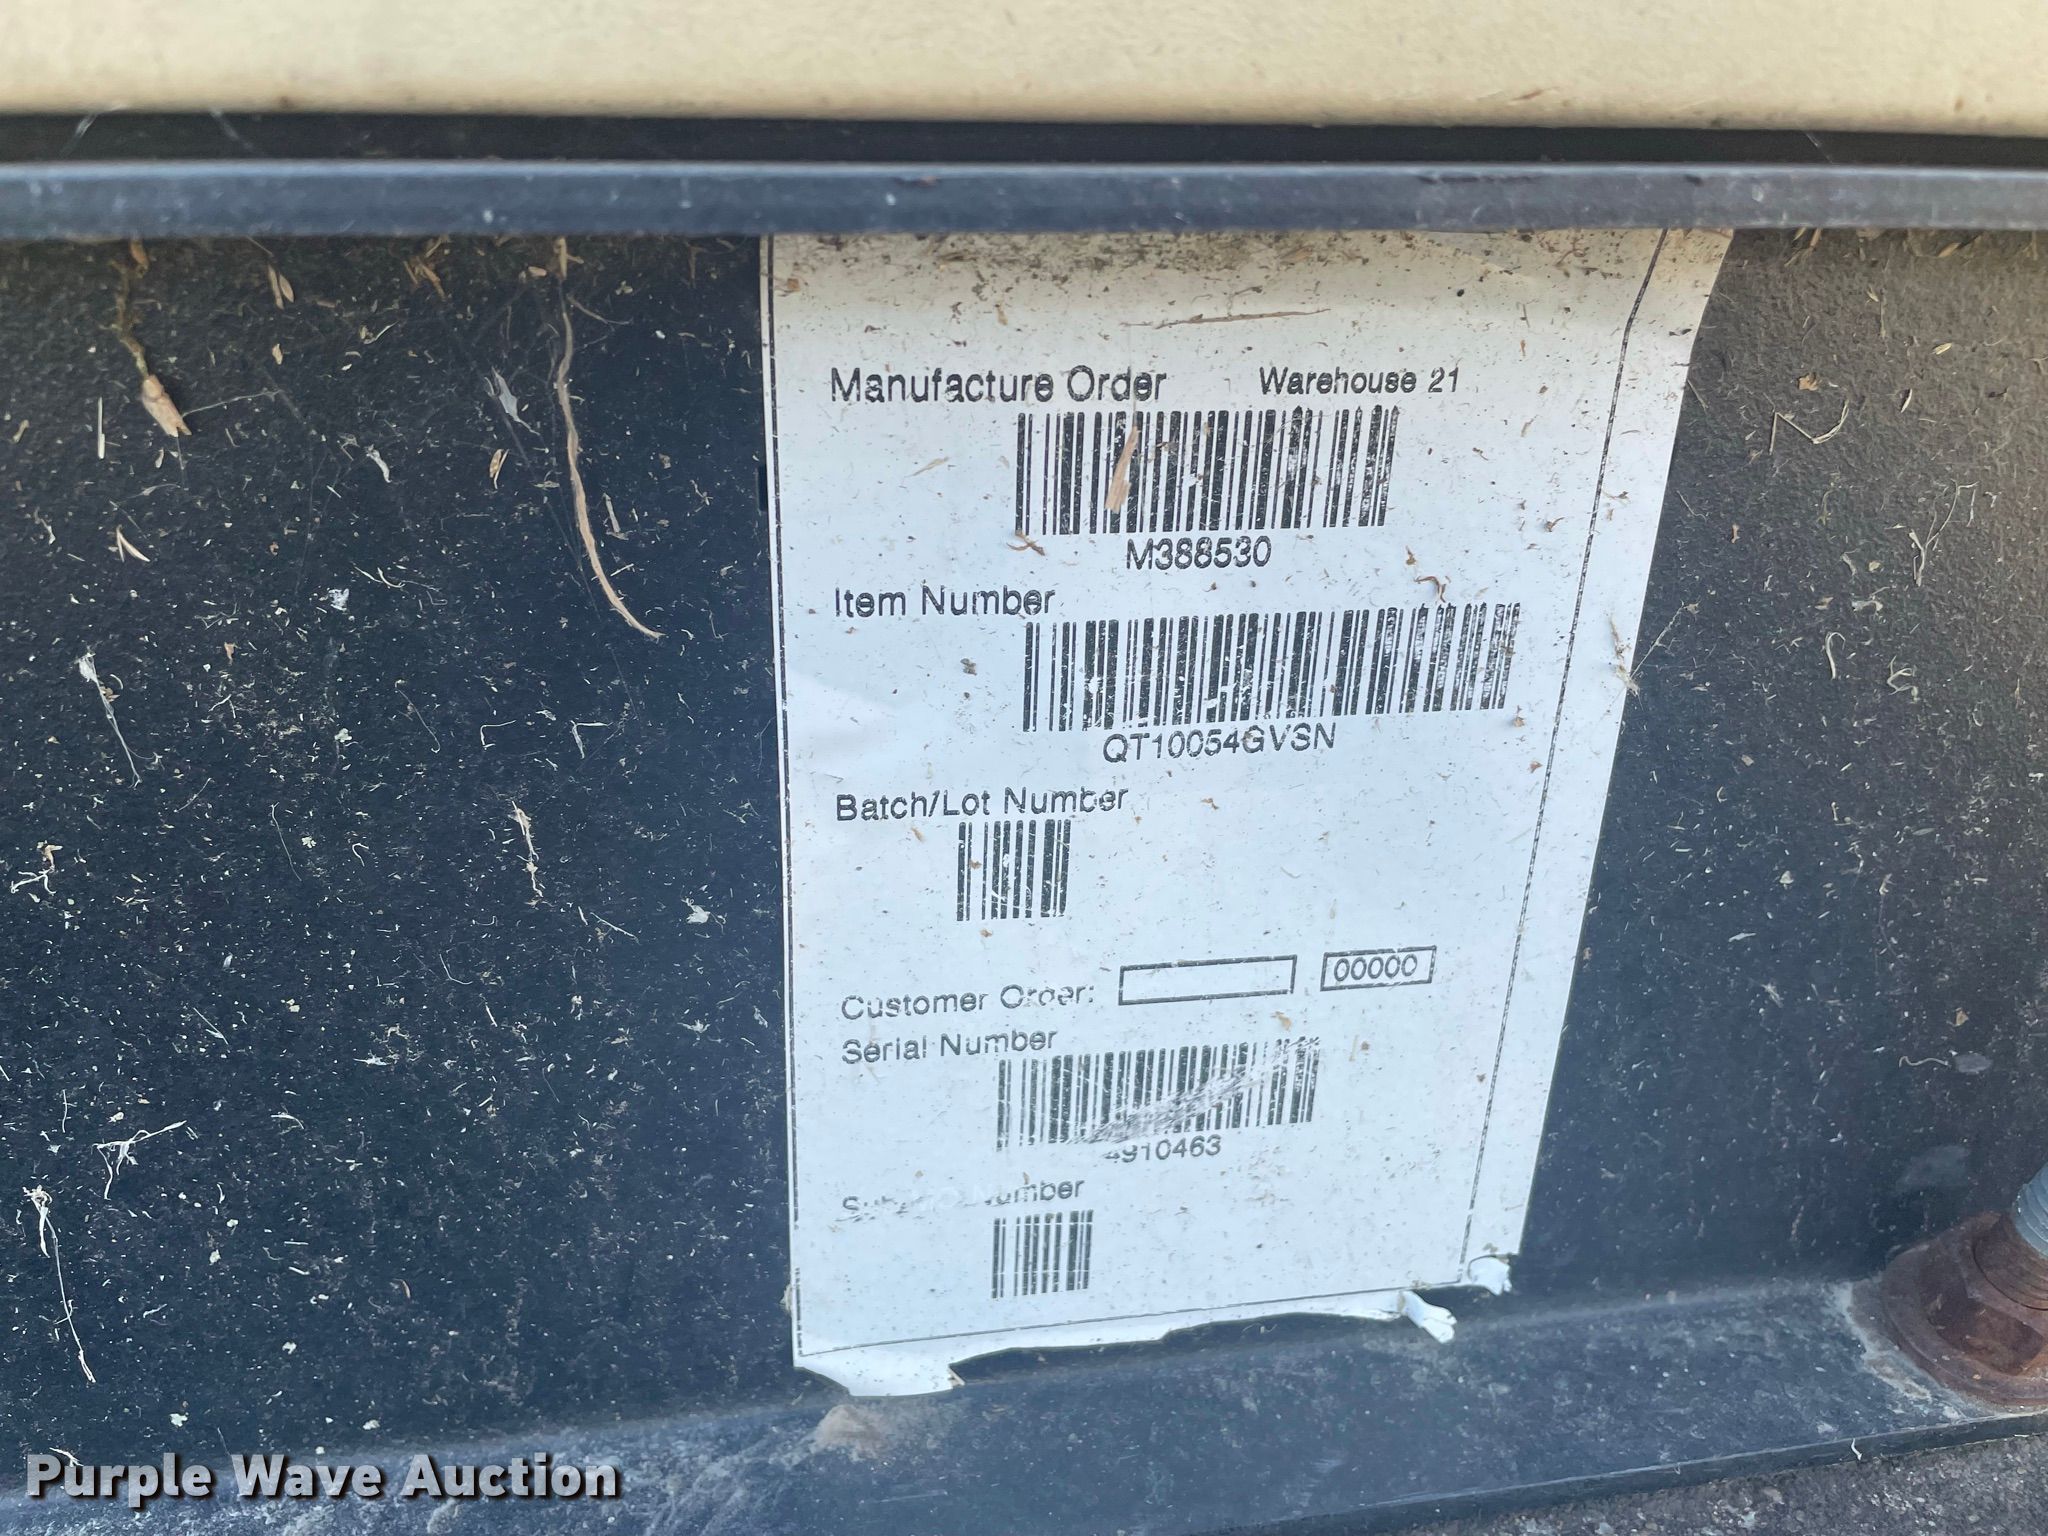 Manufacture Order Warehouse 21
M388530
Item Number
QT10054GVSN
Batch/Lot Number
Customer Order: 00000
Serial Number
4910463
Number
Purple Wave Auction